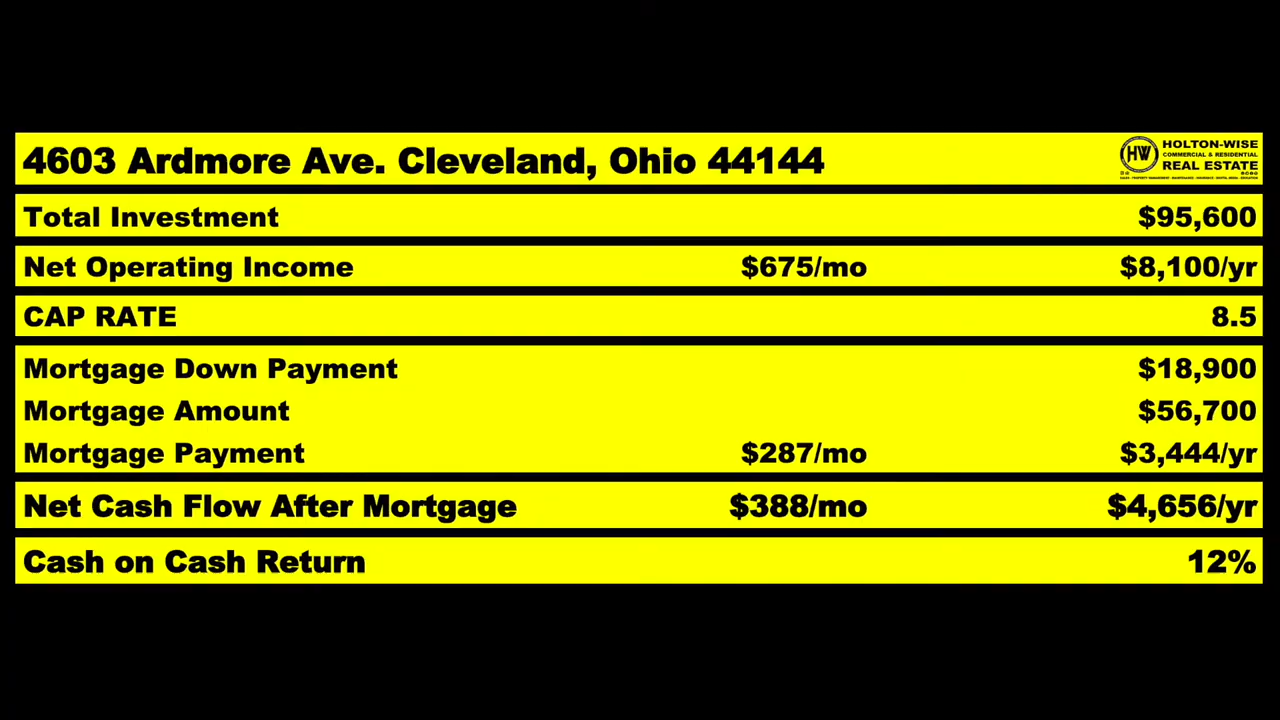 4603 Ardmore Ave. Cleveland, Ohio 44144
HW HOLTON-WISE
COMMERCIAL & RESIDENTIAL
REAL ESTATE
Total Investment $95,600
Net Operating Income $675/mo $8,100/yr
CAP RATE 8.5
Mortgage Down Payment $18,900
Mortgage Amount $56,700
Mortgage Payment $287/mo $3,444/yr
Net Cash Flow After Mortgage $388/mo $4,656/yr
Cash on Cash Return 12%